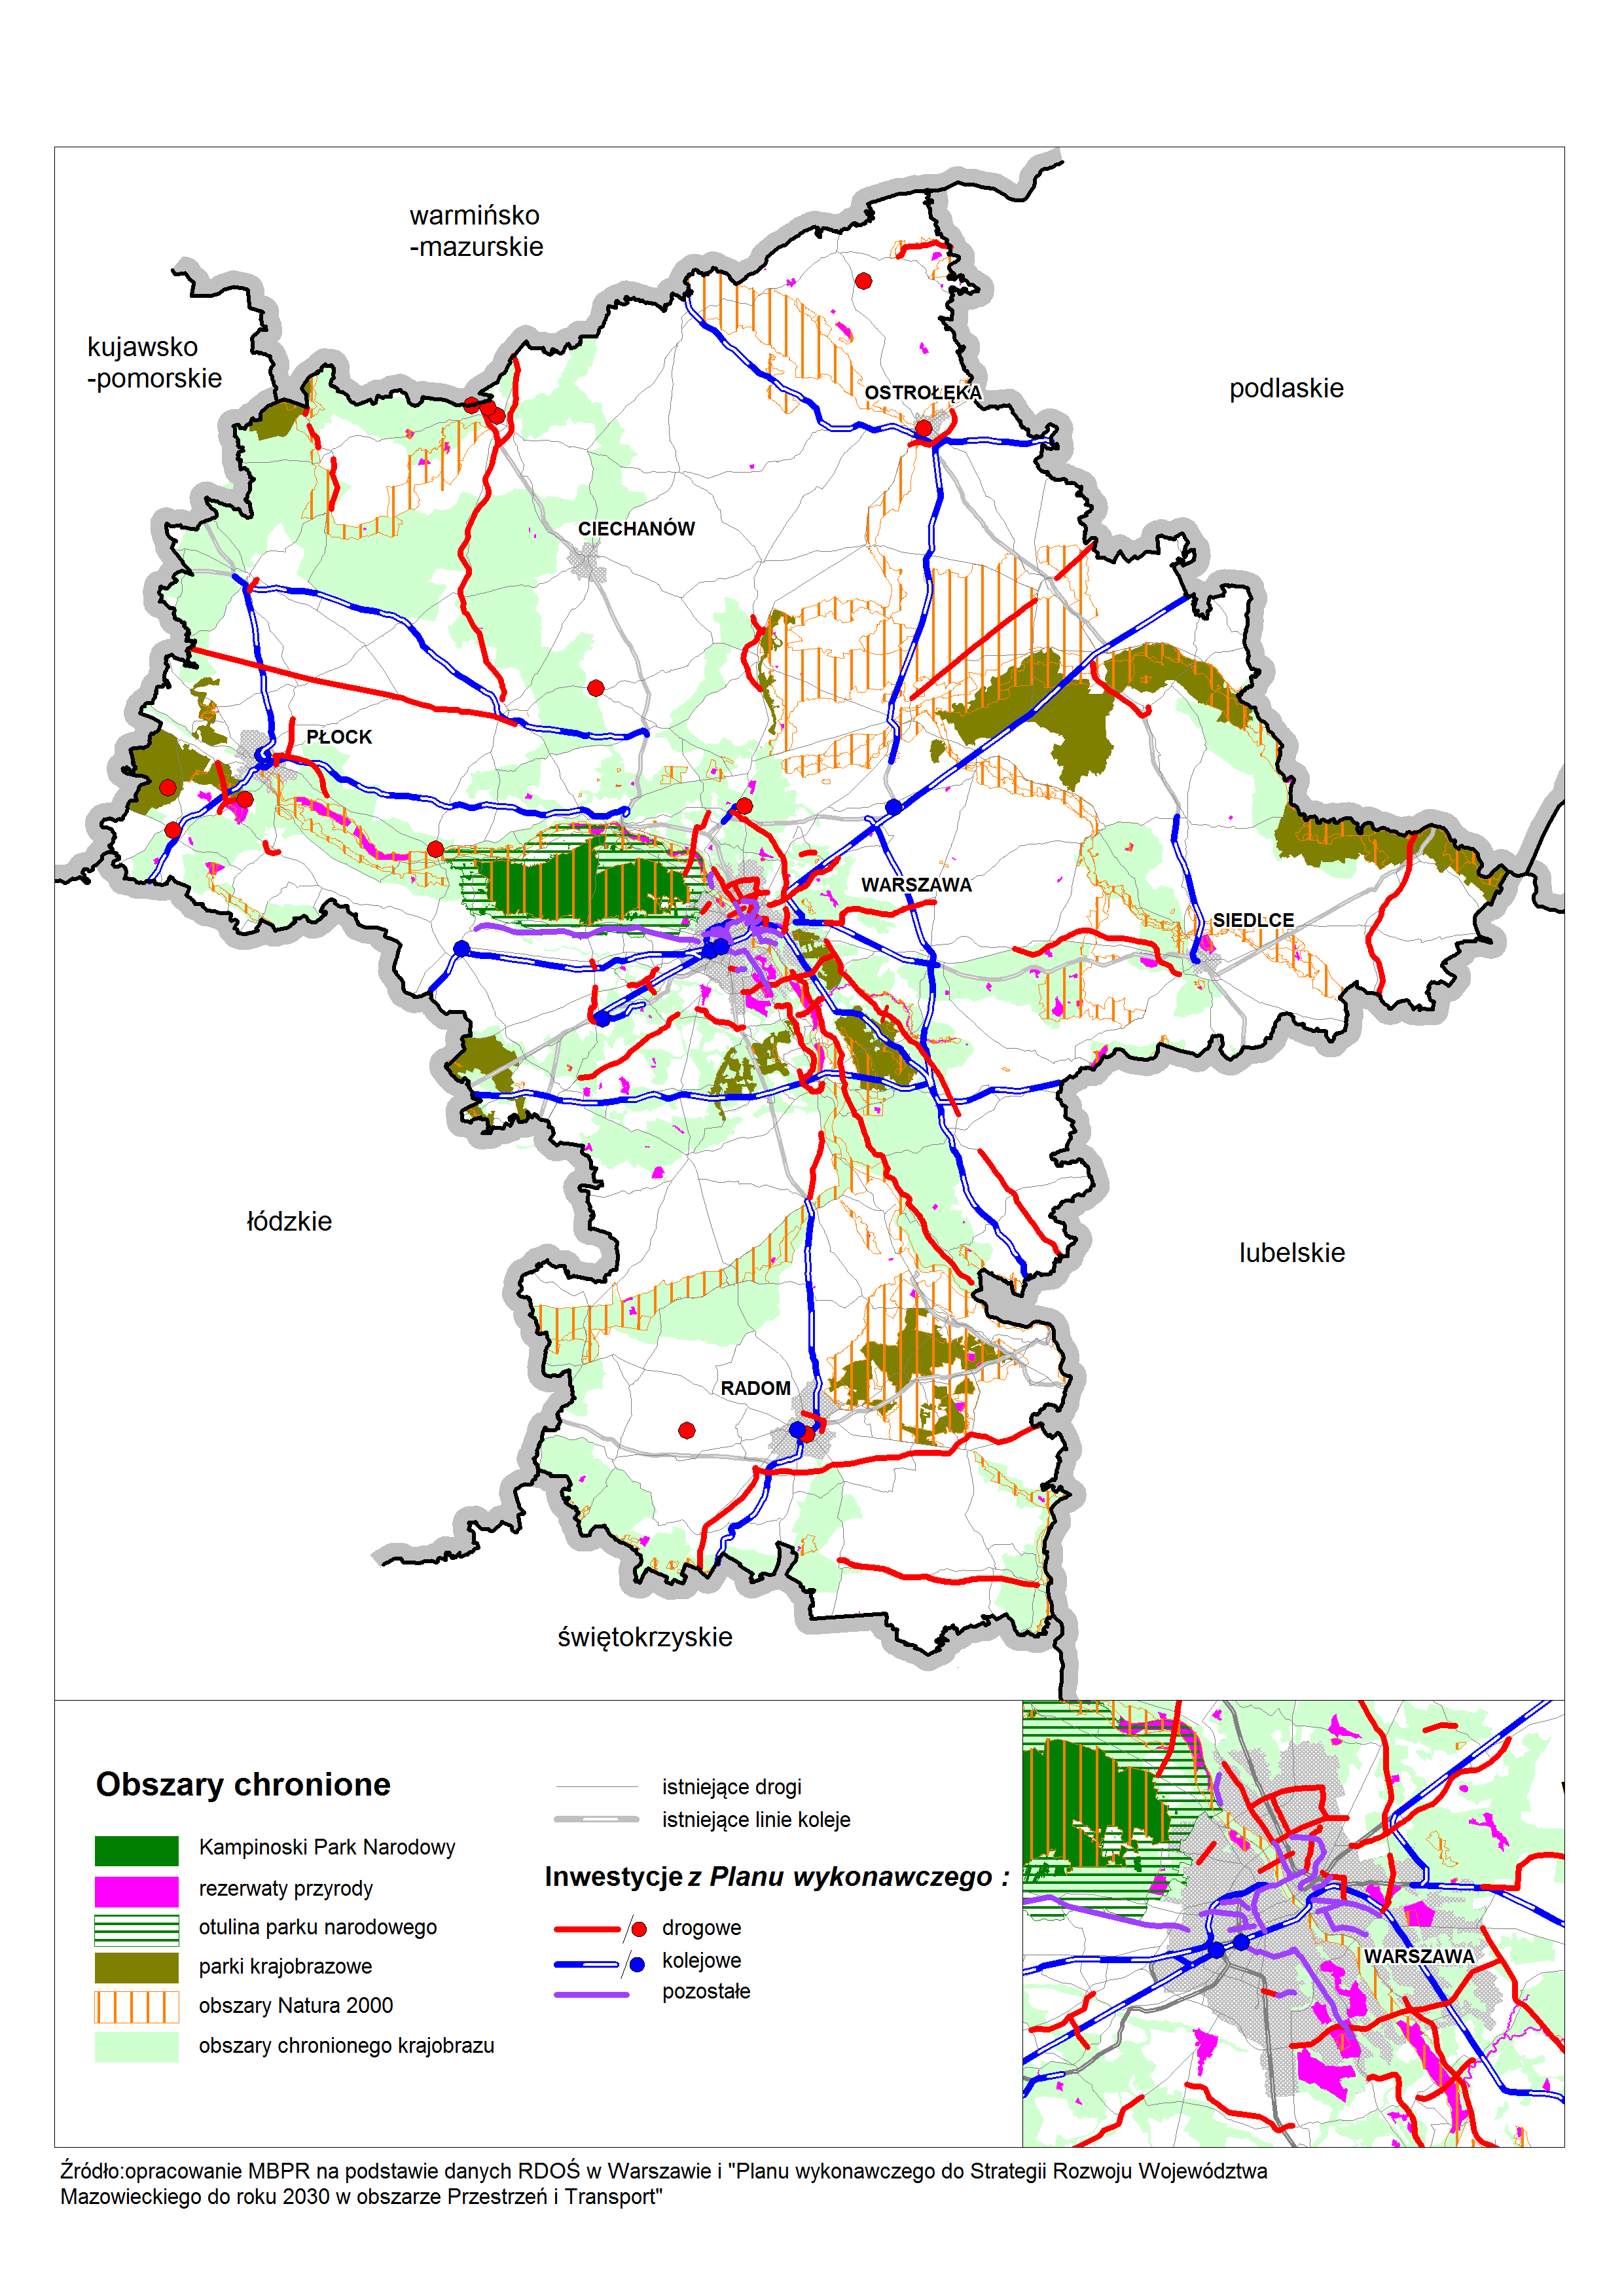 warmińsko
-mazurskie
kujawsko
-pomorskie
podlaskie
OSTROŁĘKA
CIECHANÓW
PŁOCK
WARSZAWA
SIEDLCE
łódzkie
lubelskie
RADOM
świętokrzyskie
Obszary chronione
Kampinoski Park Narodowy
rezerwaty przyrody
otulina parku narodowego
parki krajobrazowe
obszary Natura 2000
obszary chronionego krajobrazu
istniejące drogi
istniejące linie koleje
Inwestycje z Planu wykonawczego :
drogowe
kolejowe
pozostałe
WARSZAWA
Źródło:opracowanie MBPR na podstawie danych RDOŚ w Warszawie i "Planu wykonawczego do Strategii Rozwoju Województwa
Mazowieckiego do roku 2030 w obszarze Przestrzeń i Transport"